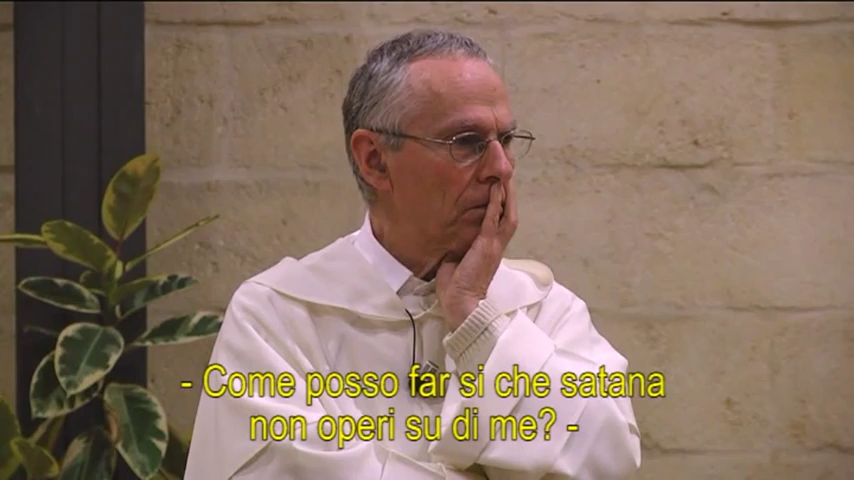 - Come posso far si che satana
non operi su di me? -